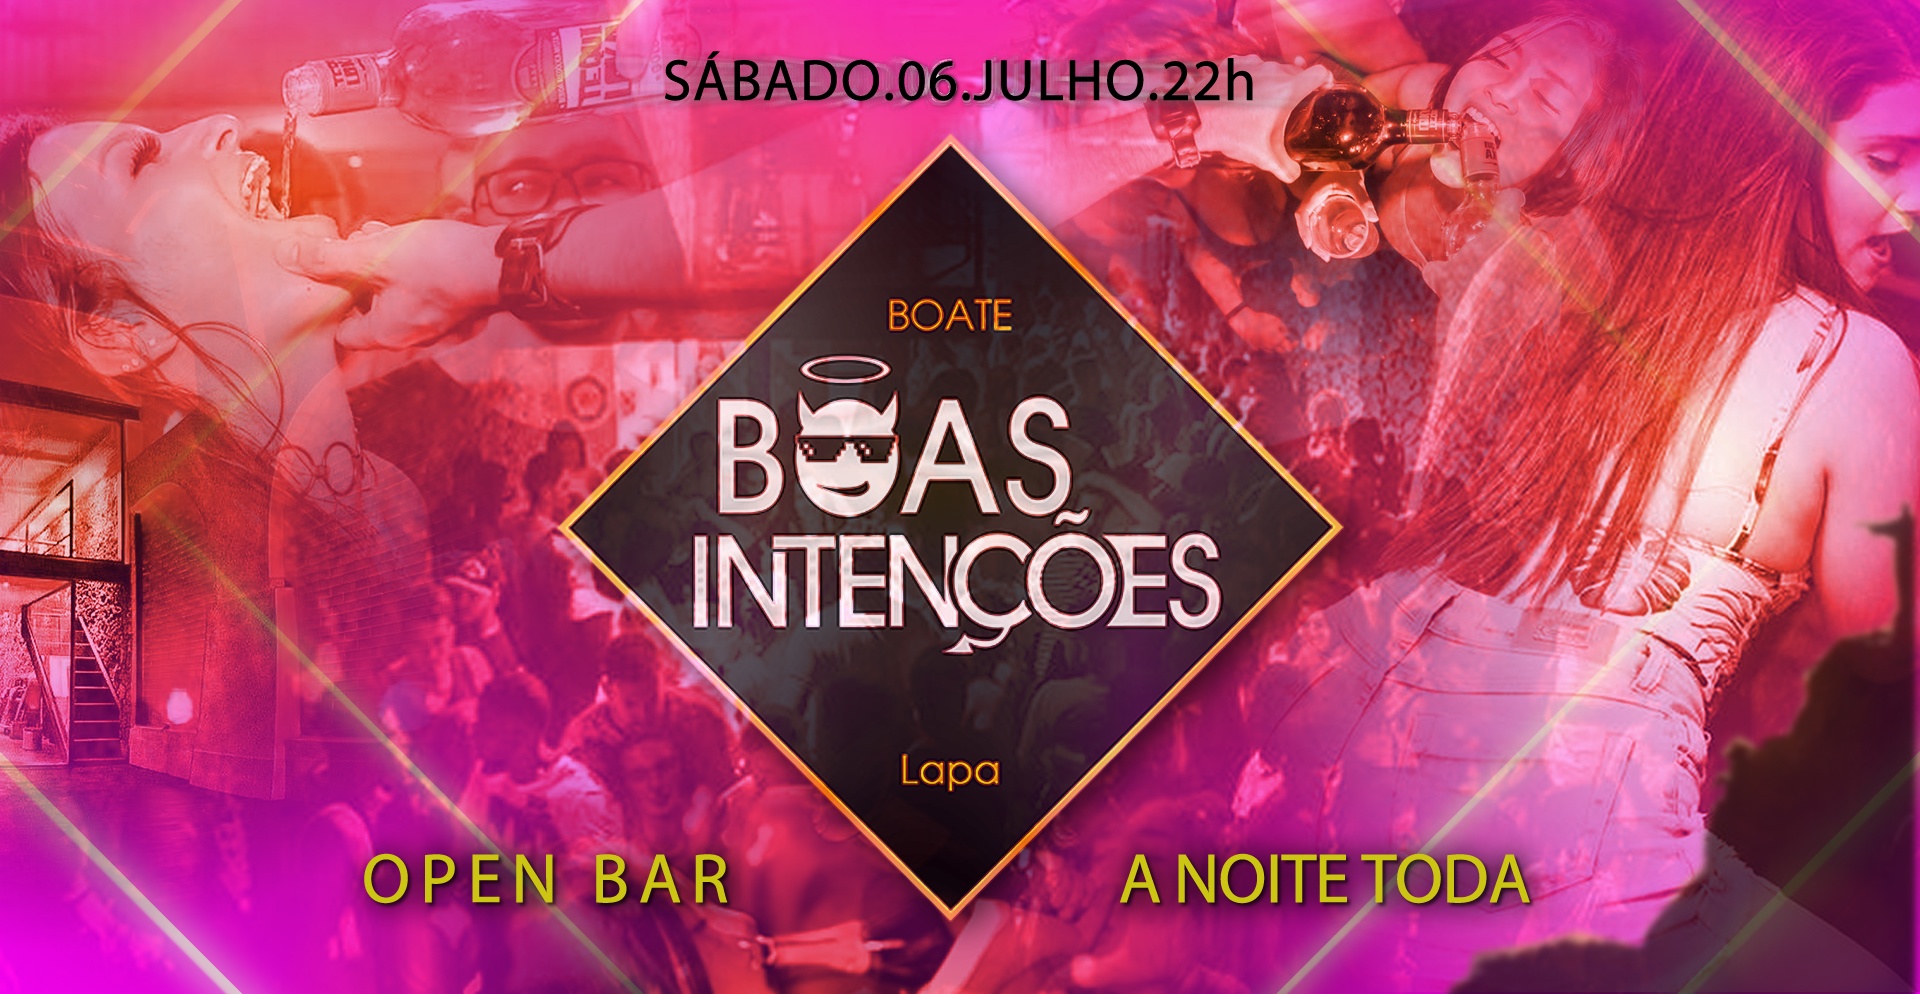 SÁBADO.06.JULHO.22h
BOATE
BOAS
INTENÇÕES
Lapa
OPEN BAR
A NOITE TODA